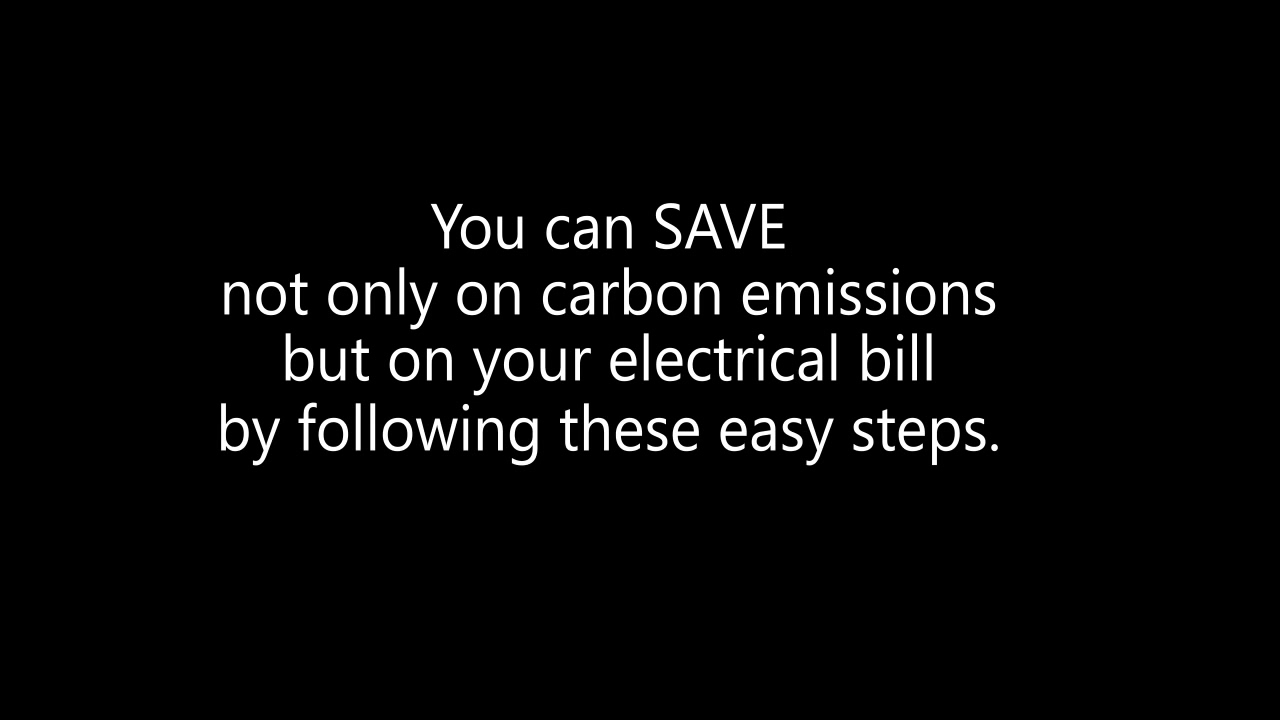 You can SAVE
not only on carbon emissions
but on your electrical bill
by following these easy steps.